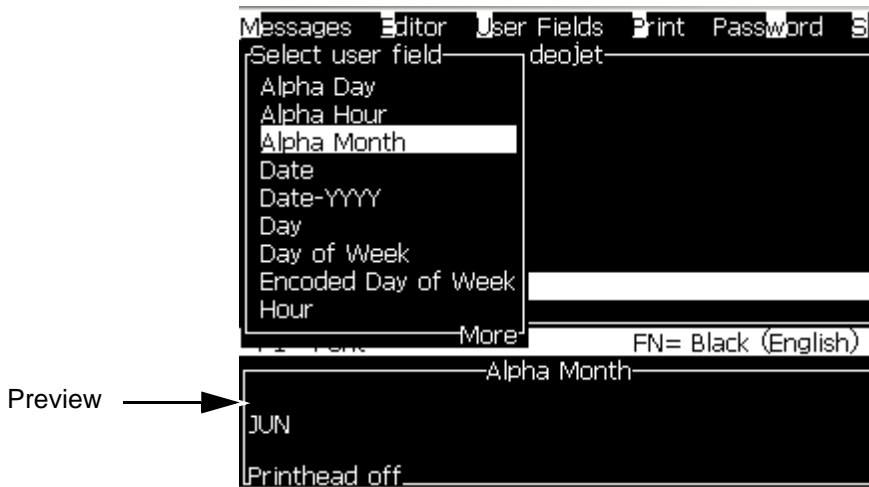 Messages Editor User Fields Print Password S
Select user field deojet
Alpha Day
Alpha Hour
Alpha Month
Date
Date-YYYY
Day
Day of Week
Encoded Day of Week
Hour
More
FN= Black (English)
Alpha Month
Preview
JUN
Printhead off